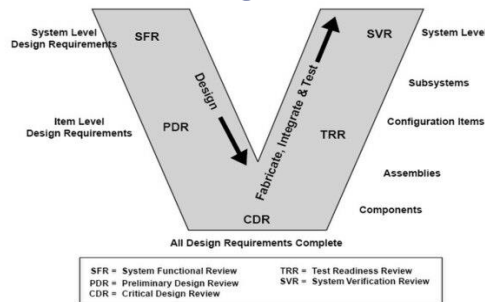 System Level
Design Requirements
SFR
SVR
System Level
Design
Fabricate, Integrate & Test
Subsystems
Item Level
Design Requirements
PDR
TRR
Configuration Items
Assemblies
CDR
Components
All Design Requirements Complete
SFR = System Functional Review
PDR = Preliminary Design Review
CDR = Critical Design Review
TRR = Test Readiness Review
SVR = System Verification Review